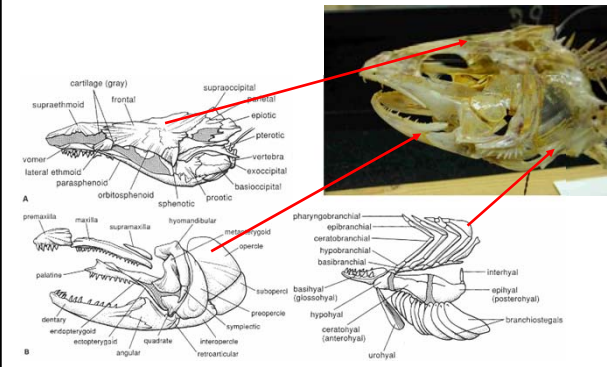 cartilage (gray)
supraethmoid
frontal
supraoccipital
parietal
epiotic
pterotic
vertebra
exoccipital
basioccipital
prootic
sphenotic
orbitosphenoid
parasphenoid
lateral ethmoid
vomer
A
premaxilla
maxilla
supramaxilla
hyomandibular
metapterygoid
opercle
palatine
subopercl
preopercle
symplectic
interopercle
retroarticular
quadrate
angular
ectopterygoid
endopterygoid
dentary
B
pharyngobranchial
epibranchial
ceratobranchial
hypobranchial
basibranchial
basihyal
(glossohyal)
hypohyal
ceratohyal
(anterohyal)
urohyal
interhyal
epihyal
(posterohyal)
branchiostegals